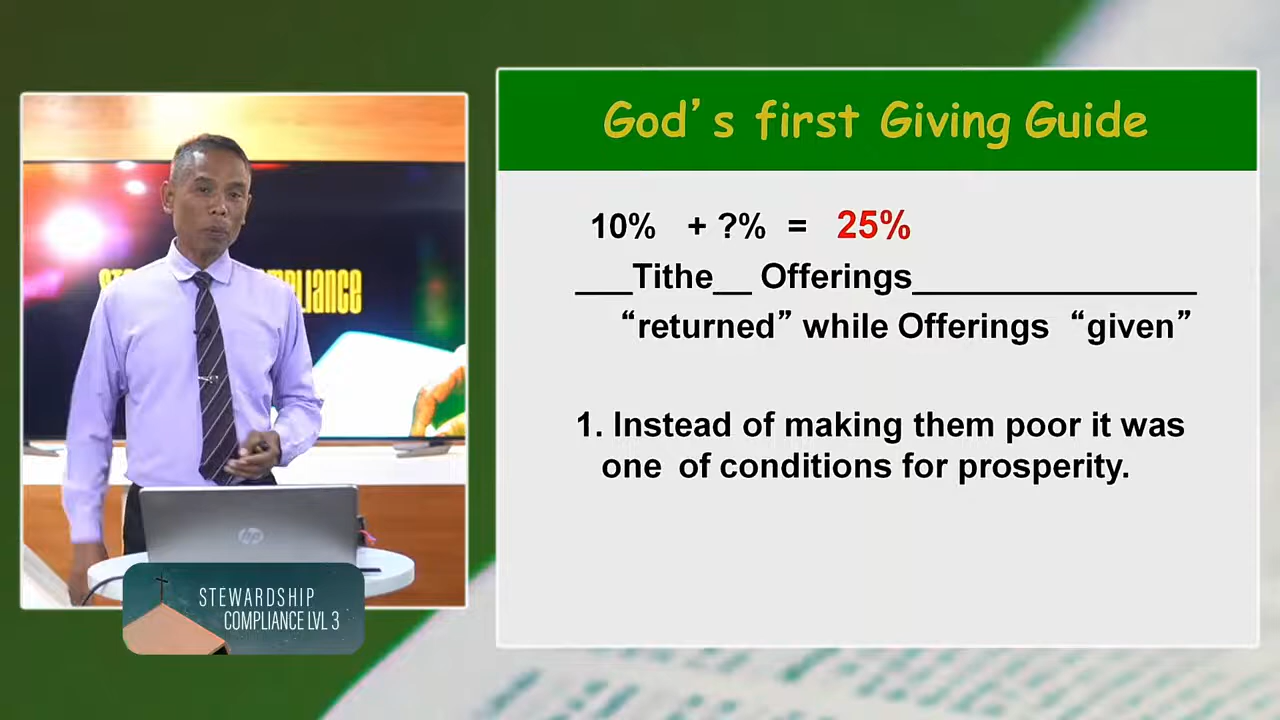 God's first Giving Guide
10% + ?% = 25%
___Tithe__ Offerings_______________
“returned” while Offerings “given”
1. Instead of making them poor it was
one of conditions for prosperity.
hp
STEWARDSHIP
COMPLIANCE LVL 3